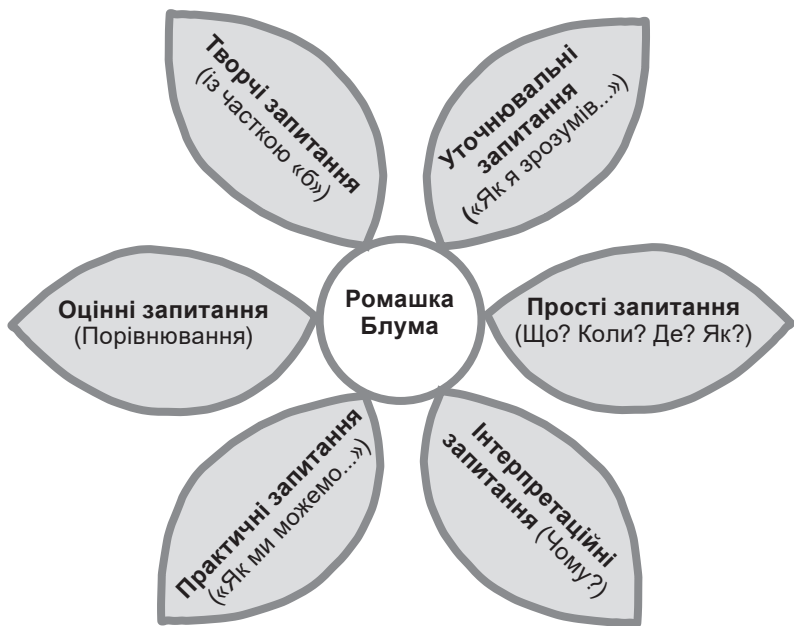 Творчі запитання
(із часткою «б»)
Уточнювальні
запитання
(«Як я зрозумів...»)
Оцінні запитання
(Порівнювання)
Ромашка
Блума
Прості запитання
(Що? Коли? Де? Як?)
Практичні запитання
(«Як ми можемо...»)
Інтерпретаційні
запитання (Чому?)